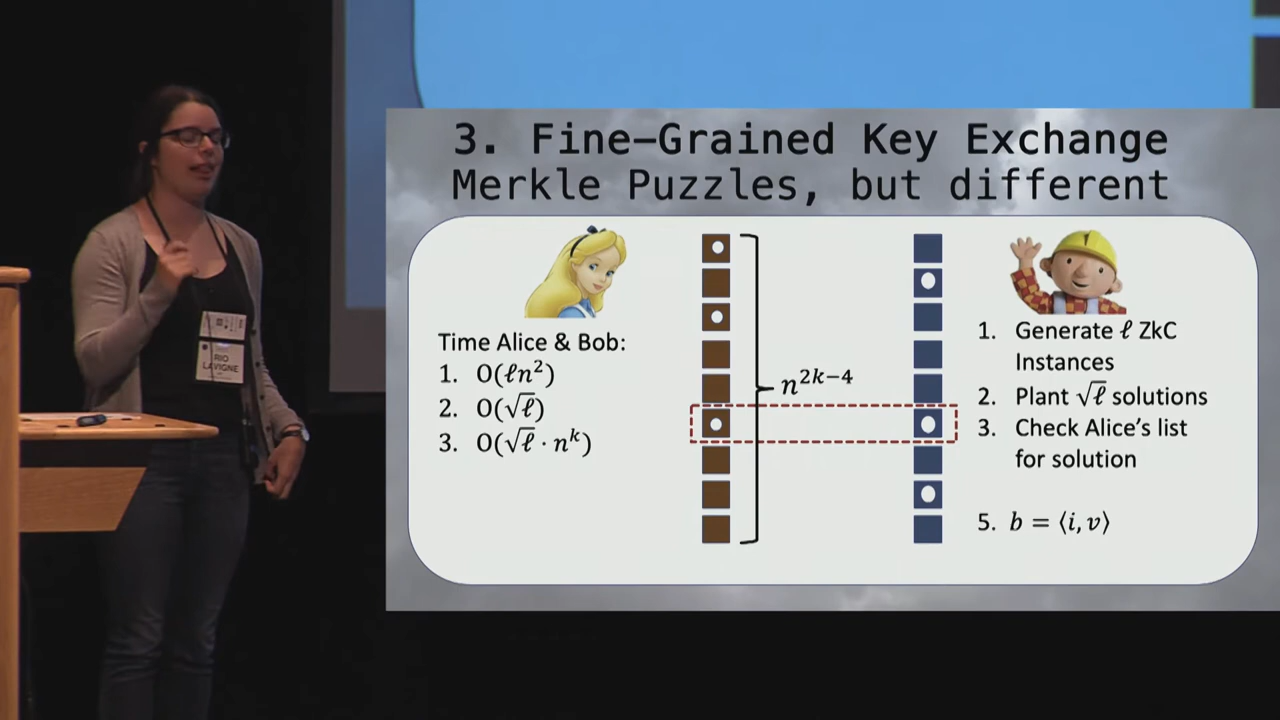 3. Fine-Grained Key Exchange
Merkle Puzzles, but different
Time Alice & Bob:
1. O(ℓn²)
2. O(√ℓ)
3. O(√ℓ · nᵏ)
n²ᵏ⁻⁴
1. Generate ℓ ZkC
Instances
2. Plant √ℓ solutions
3. Check Alice's list
for solution
5. b = ⟨i, v⟩
RIO
LAVIGNE